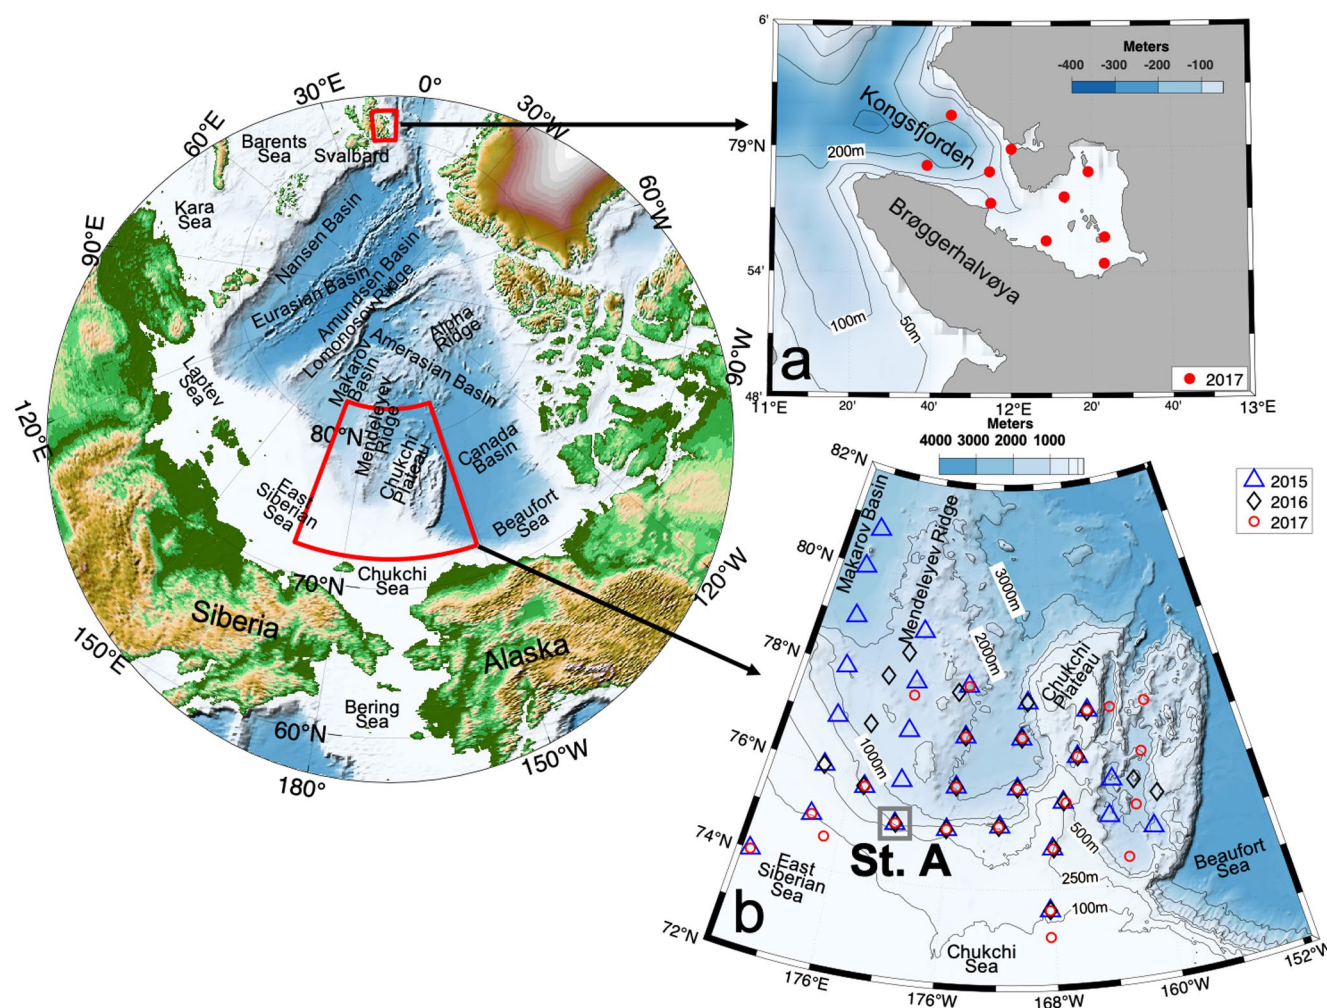 30°E
0°
30°W
60°E
60°W
90°E
90°W
120°E
120°W
150°E
150°W
180°
Barents
Sea
Svalbard
Kara
Sea
Nansen Basin
Eurasian Basin
Amundsen Basin
Lomonosov Ridge
Alpha
Ridge
Amerasian Basin
Makarov
Basin
Laptev
Sea
80°N
Mendeleyev
Ridge
Chukchi
Plateau
Canada
Basin
East
Siberian
Sea
Beaufort
Sea
70°N
Chukchi
Sea
Siberia
Alaska
Bering
Sea
60°N
6'
79°N
54'
48'
11°E
20'
40'
12°E
20'
40'
13°E
Meters
-400 -300 -200 -100
Kongsfjorden
200m
Brøggerhalvøya
100m
50m
a
2017
Meters
4000 3000 2000 1000
2015
2016
2017
82°N
80°N
78°N
76°N
74°N
72°N
Makarov Basin
Mendeleyev Ridge
3000m
2000m
Chukchi
Plateau
1000m
St. A
500m
250m
100m
East
Siberian
Sea
Beaufort
Sea
Chukchi
Sea
b
176°E
176°W
168°W
160°W
152°W